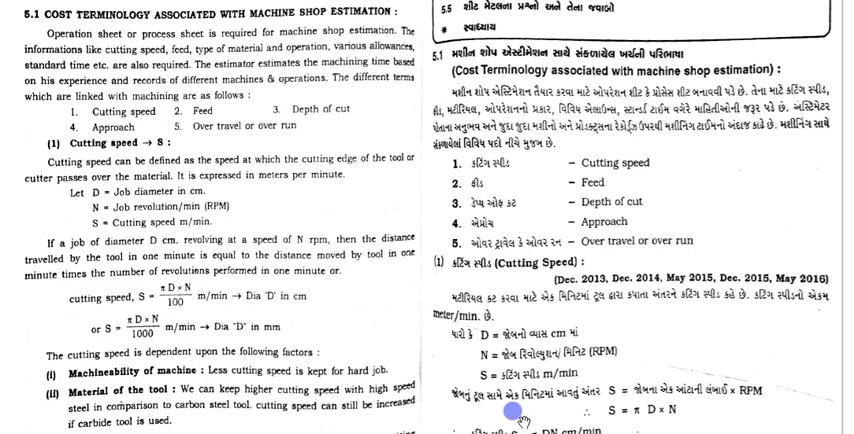 5.1 COST TERMINOLOGY ASSOCIATED WITH MACHINE SHOP ESTIMATION :
Operation sheet or process sheet is required for machine shop estimation. The
informations like cutting speed, feed, type of material and operation, various allowances,
standard time etc. are also required. The estimator estimates the machining time based
on his experience and records of different machines & operations. The different terms
which are linked with machining are as follows :
1. Cutting speed 2. Feed 3. Depth of cut
4. Approach 5. Over travel or over run
(1) Cutting speed → S :
Cutting speed can be defined as the speed at which the cutting edge of the tool or
cutter passes over the material. It is expressed in meters per minute.
Let D = Job diameter in cm.
N = Job revolution/min (RPM)
S = Cutting speed m/min.
If a job of diameter D cm. revolving at a speed of N rpm, then the distance
travelled by the tool in one minute is equal to the distance moved by tool in one
minute times the number of revolutions performed in one minute or.
cutting speed, S = π D × N / 100 m/min → Dia 'D' in cm
or S = π D × N / 1000 m/min → Dia 'D' in mm
The cutting speed is dependent upon the following factors :
(i) Machineability of machine : Less cutting speed is kept for hard job.
(ii) Material of the tool : We can keep higher cutting speed with high speed
steel in comparison to carbon steel tool. cutting speed can still be increased
if carbide tool is used.
5.5 શીટ મેટલના પ્રશ્નો અને તેના જવાબો
* સ્વાધ્યાય
5.1 મશીન શોપ એસ્ટીમેશન સાથે સંકળાયેલ ખર્ચની પરિભાષા
(Cost Terminology associated with machine shop estimation) :
મશીન શોપ એસ્ટિમેશન તૈયાર કરવા માટે ઓપરેશન શીટ કે પ્રોસેસ શીટ બનાવવી પડે છે. તેના માટે કટિંગ સ્પીડ,
ફીડ, મટીરિયલ, ઓપરેશનનો પ્રકાર, વિવિધ એલાઉન્સ, સ્ટાન્ડર્ડ ટાઈમ વગેરે માહિતીઓની જરૂર પડે છે. એસ્ટિમેટર
પોતાના અનુભવ અને જુદા જુદા મશીનો અને પ્રોડક્ટ્સના રેકોર્ડ્ઝ ઉપરથી મશીનિંગ ટાઈમનો અંદાજ કાઢે છે. મશીનિંગ સાથે
સંકળાયેલાં વિવિધ પદો નીચે મુજબ છે.
1. કટિંગ સ્પીડ – Cutting speed
2. ફીડ – Feed
3. ડેપ્થ ઓફ કટ – Depth of cut
4. એપ્રોચ – Approach
5. ઓવર ટ્રાવેલ કે ઓવર રન – Over travel or over run
(1) કટિંગ સ્પીડ (Cutting Speed) :
(Dec. 2013, Dec. 2014, May 2015, Dec. 2015, May 2016)
મટીરિયલ કટ કરવા માટે એક મિનિટમાં ટૂલ દ્વારા કપાતા અંતરને કટિંગ સ્પીડ કહે છે. કટિંગ સ્પીડનો એકમ
meter/min. છે.
ધારો કે D = જોબનો વ્યાસ cm માં
N = જોબ રિવોલ્યુશન/ મિનિટ (RPM)
S = કટિંગ સ્પીડ m/min
જોબનું ટૂલ સામે એક મિનિટમાં આવતું અંતર S = જોબના એક આંટાની લંબાઈ × RPM
∴ S = π D × N